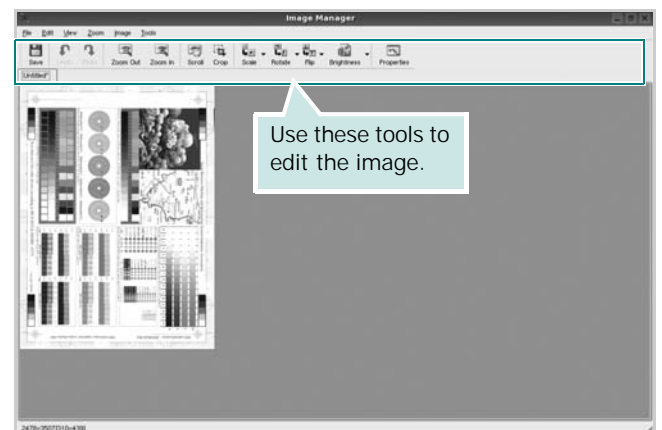 Image Manager
File Edit View Zoom Image Tools
Save Undo Redo Zoom Out Zoom In Scroll Crop Scale Rotate Flip Brightness Properties
Untitled*
Use these tools to
edit the image.